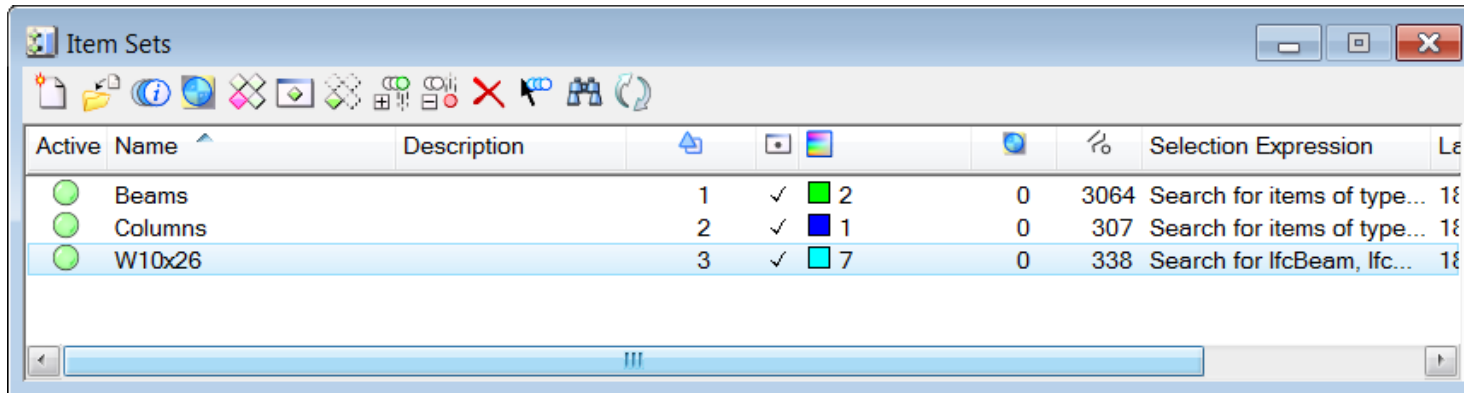 Item Sets
Active Name Description Selection Expression
Beams 1 2 0 3064 Search for items of type... 18
Columns 2 1 0 307 Search for items of type... 18
W10x26 3 7 0 338 Search for IfcBeam, Ifc... 18